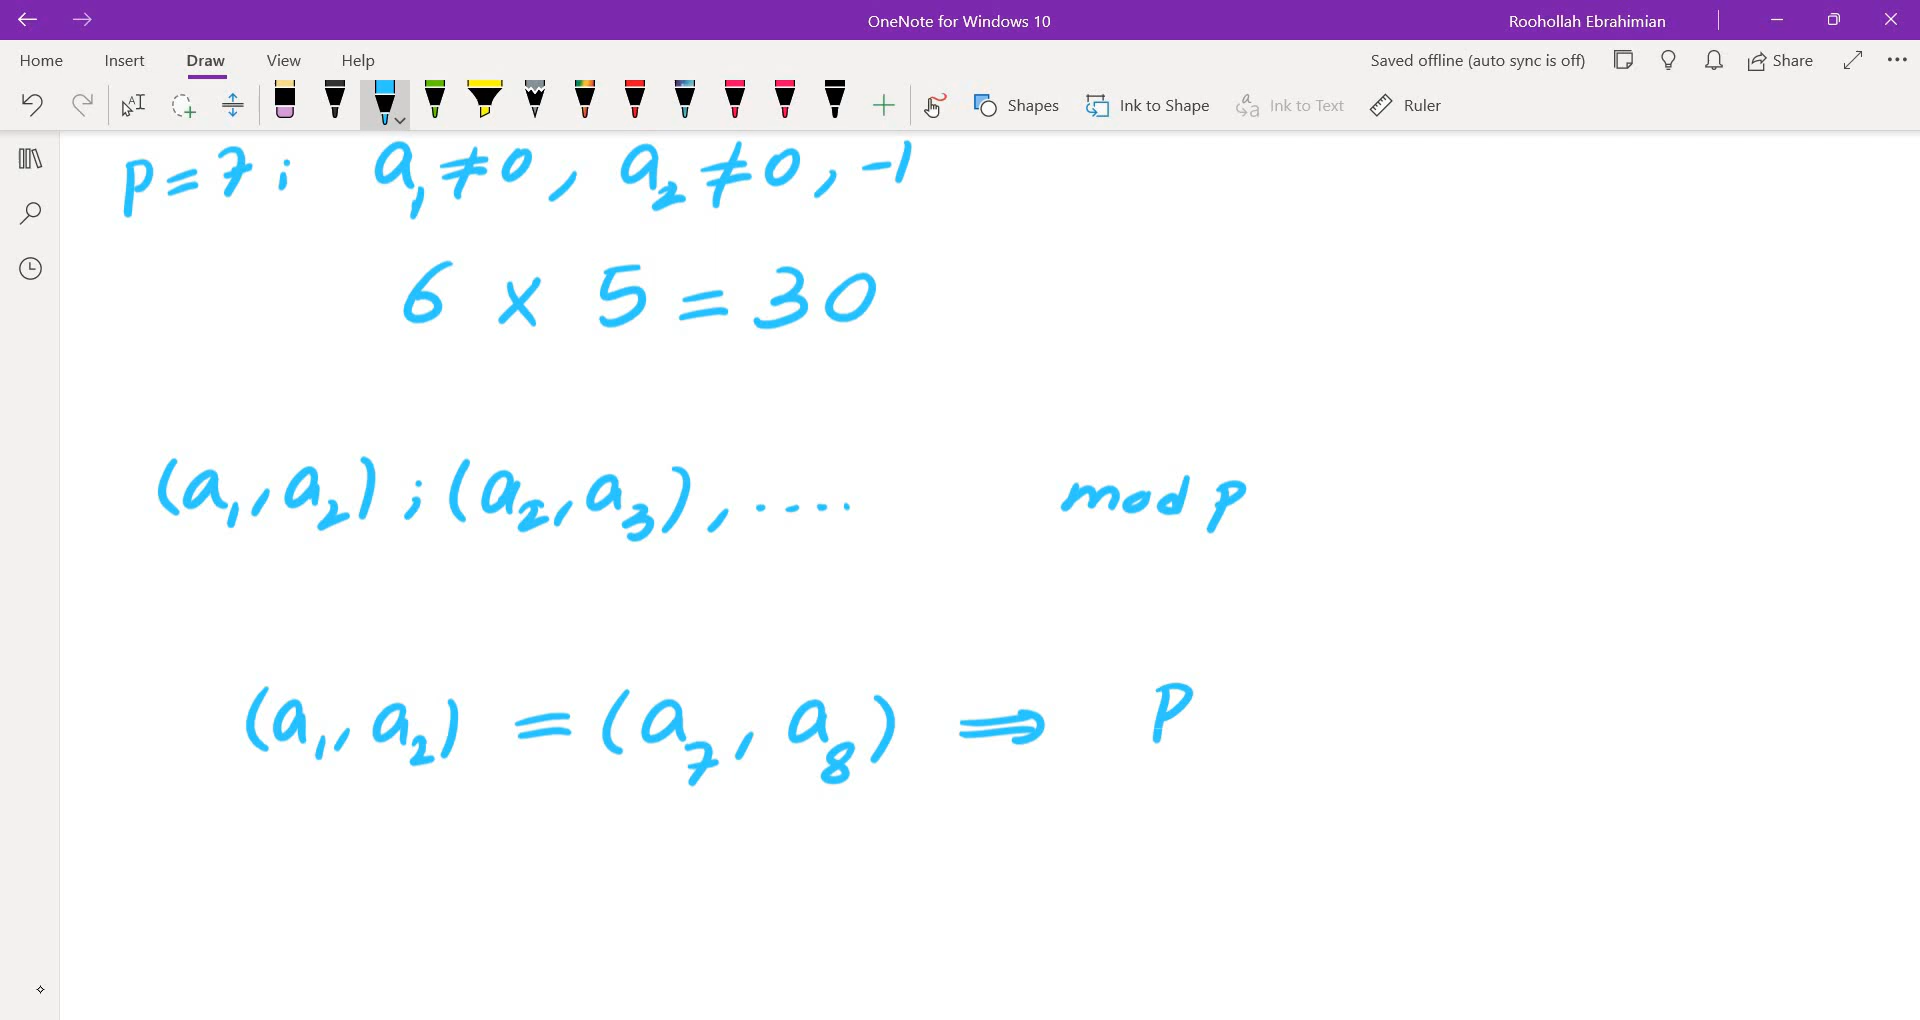 OneNote for Windows 10
Roohollah Ebrahimian
Home Insert Draw View Help
Saved offline (auto sync is off) Share
Shapes Ink to Shape Ink to Text Ruler
p=7; a₁≠0, a₂≠0,-1
6 x 5 = 30
(a₁,a₂);(a₂,a₃),.... mod p
(a₁,a₂) = (a₇,a₈) ⟹ P